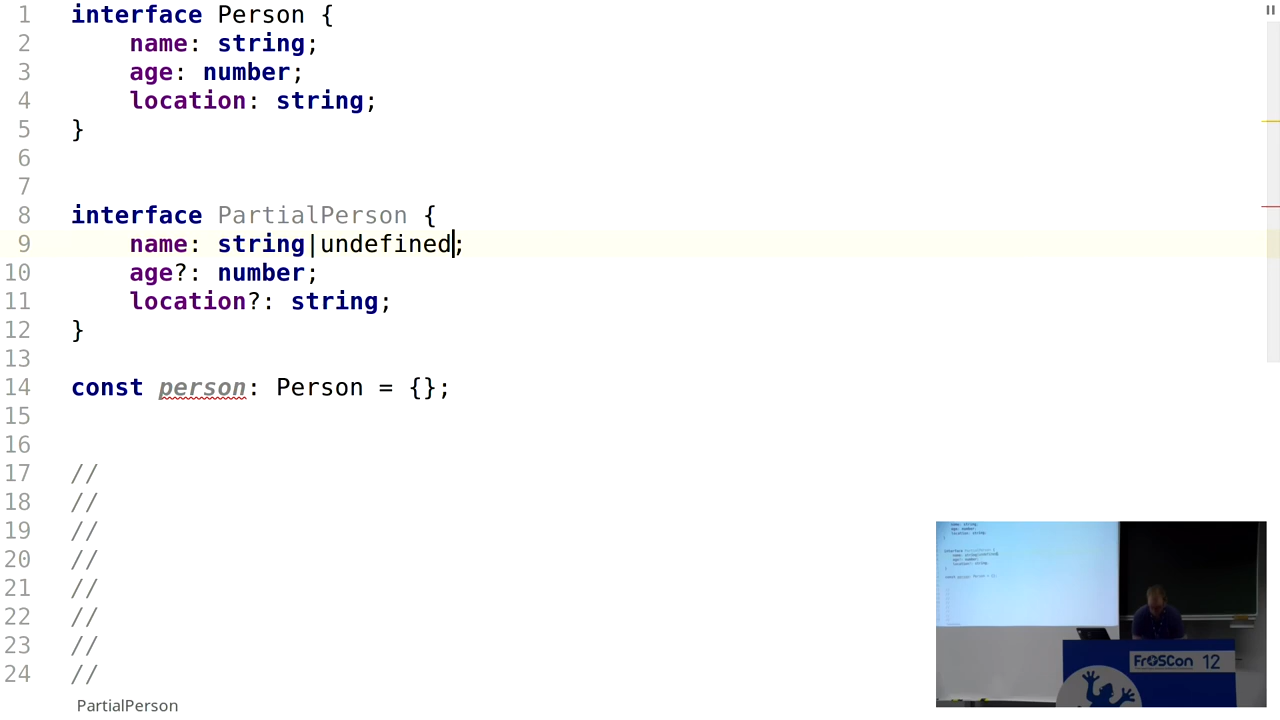 1 interface Person {
2 name: string;
3 age: number;
4 location: string;
5 }
6
7
8 interface PartialPerson {
9 name: string|undefined;
10 age?: number;
11 location?: string;
12 }
13
14 const person: Person = {};
15
16
17 //
18 //
19 //
20 //
21 //
22 //
23 //
24 //
PartialPerson
FrOSCon 12